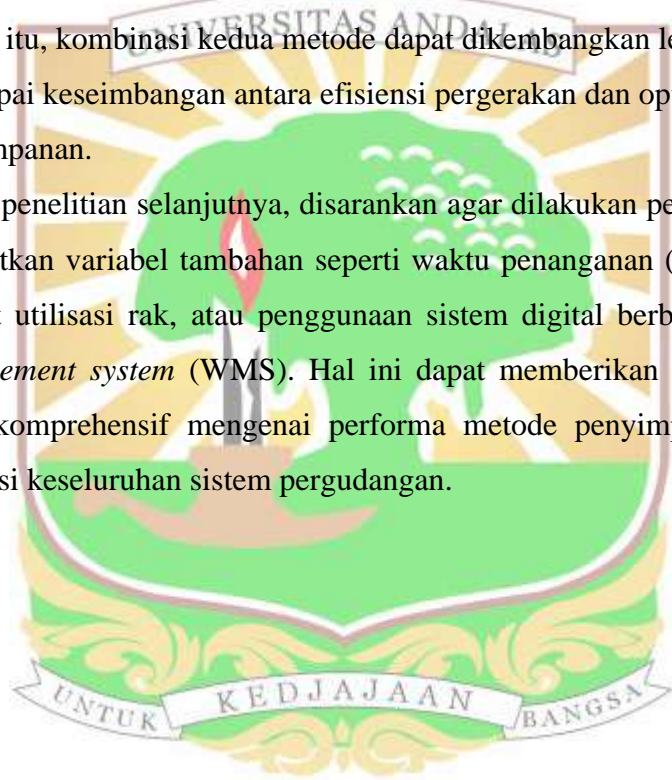 UNIVERSITAS ANDALAS
itu, kombinasi kedua metode dapat dikembangkan le
pai keseimbangan antara efisiensi pergerakan dan op
mpanan.
penelitian selanjutnya, disarankan agar dilakukan pe
tkan variabel tambahan seperti waktu penanganan (
utilisasi rak, atau penggunaan sistem digital berb
ement system (WMS). Hal ini dapat memberikan
komprehensif mengenai performa metode penyim
si keseluruhan sistem pergudangan.
UNTUK KEDJAJAAN BANGSA